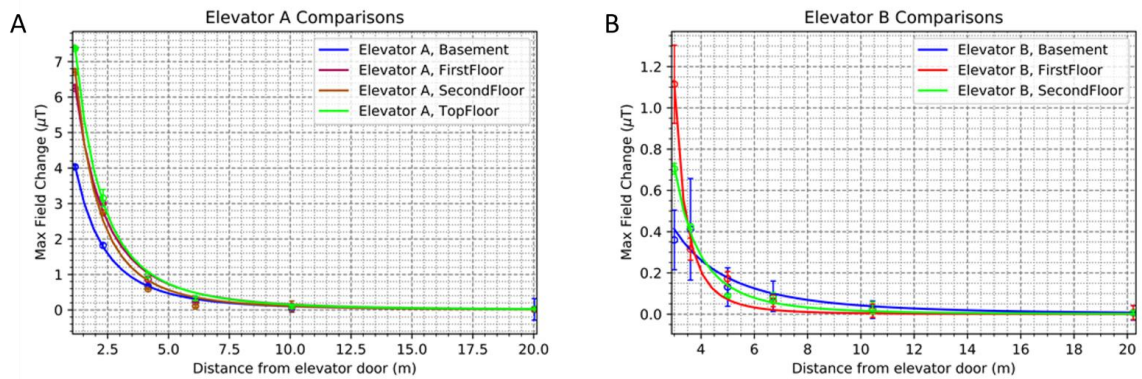 A
Elevator A Comparisons
Elevator A, Basement
Elevator A, FirstFloor
Elevator A, SecondFloor
Elevator A, TopFloor
Max Field Change (μT)
7
6
5
4
3
2
1
0
2.5 5.0 7.5 10.0 12.5 15.0 17.5 20.0
Distance from elevator door (m)
B
Elevator B Comparisons
Elevator B, Basement
Elevator B, FirstFloor
Elevator B, SecondFloor
Max Field Change (μT)
1.2
1.0
0.8
0.6
0.4
0.2
0.0
4 6 8 10 12 14 16 18 20
Distance from elevator door (m)